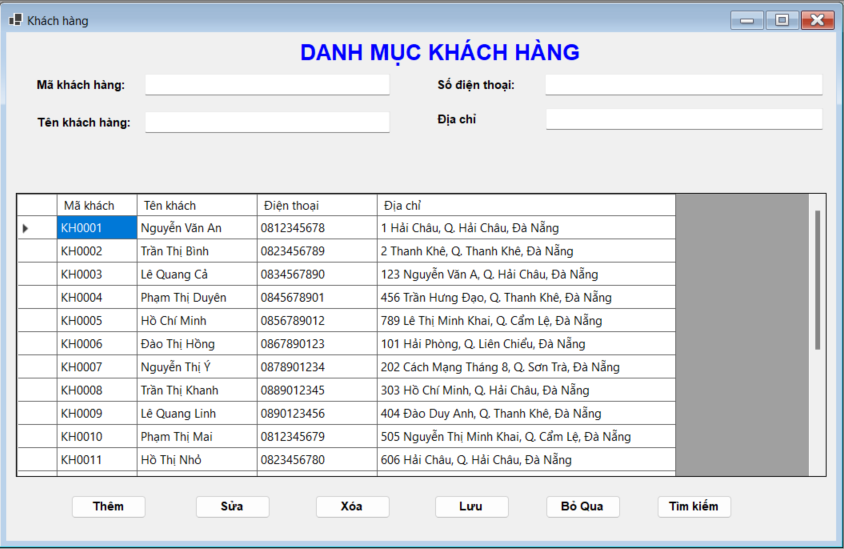 Khách hàng
DANH MỤC KHÁCH HÀNG
Mã khách hàng: Số điện thoại:
Tên khách hàng: Địa chí
Mã khách Tên khách Điện thoại Địa chỉ
KH0001 Nguyễn Văn An 0812345678 1 Hải Châu, Q. Hải Châu, Đà Nẵng
KH0002 Trần Thị Bình 0823456789 2 Thanh Khê, Q. Thanh Khê, Đà Nẵng
KH0003 Lê Quang Cả 0834567890 123 Nguyễn Văn A, Q. Hải Châu, Đà Nẵng
KH0004 Phạm Thị Duyên 0845678901 456 Trần Hưng Đạo, Q. Thanh Khê, Đà Nẵng
KH0005 Hồ Chí Minh 0856789012 789 Lê Thị Minh Khai, Q. Cẩm Lệ, Đà Nẵng
KH0006 Đào Thị Hồng 0867890123 101 Hải Phòng, Q. Liên Chiểu, Đà Nẵng
KH0007 Nguyễn Thị Ý 0878901234 202 Cách Mạng Tháng 8, Q. Sơn Trà, Đà Nẵng
KH0008 Trần Thị Khanh 0889012345 303 Hồ Chí Minh, Q. Hải Châu, Đà Nẵng
KH0009 Lê Quang Linh 0890123456 404 Đào Duy Anh, Q. Thanh Khê, Đà Nẵng
KH0010 Phạm Thị Mai 0812345679 505 Nguyễn Thị Minh Khai, Q. Cẩm Lệ, Đà Nẵng
KH0011 Hồ Thị Nhỏ 0823456780 606 Hải Châu, Q. Hải Châu, Đà Nẵng
Thêm Sửa Xóa Lưu Bỏ Qua Tìm kiếm